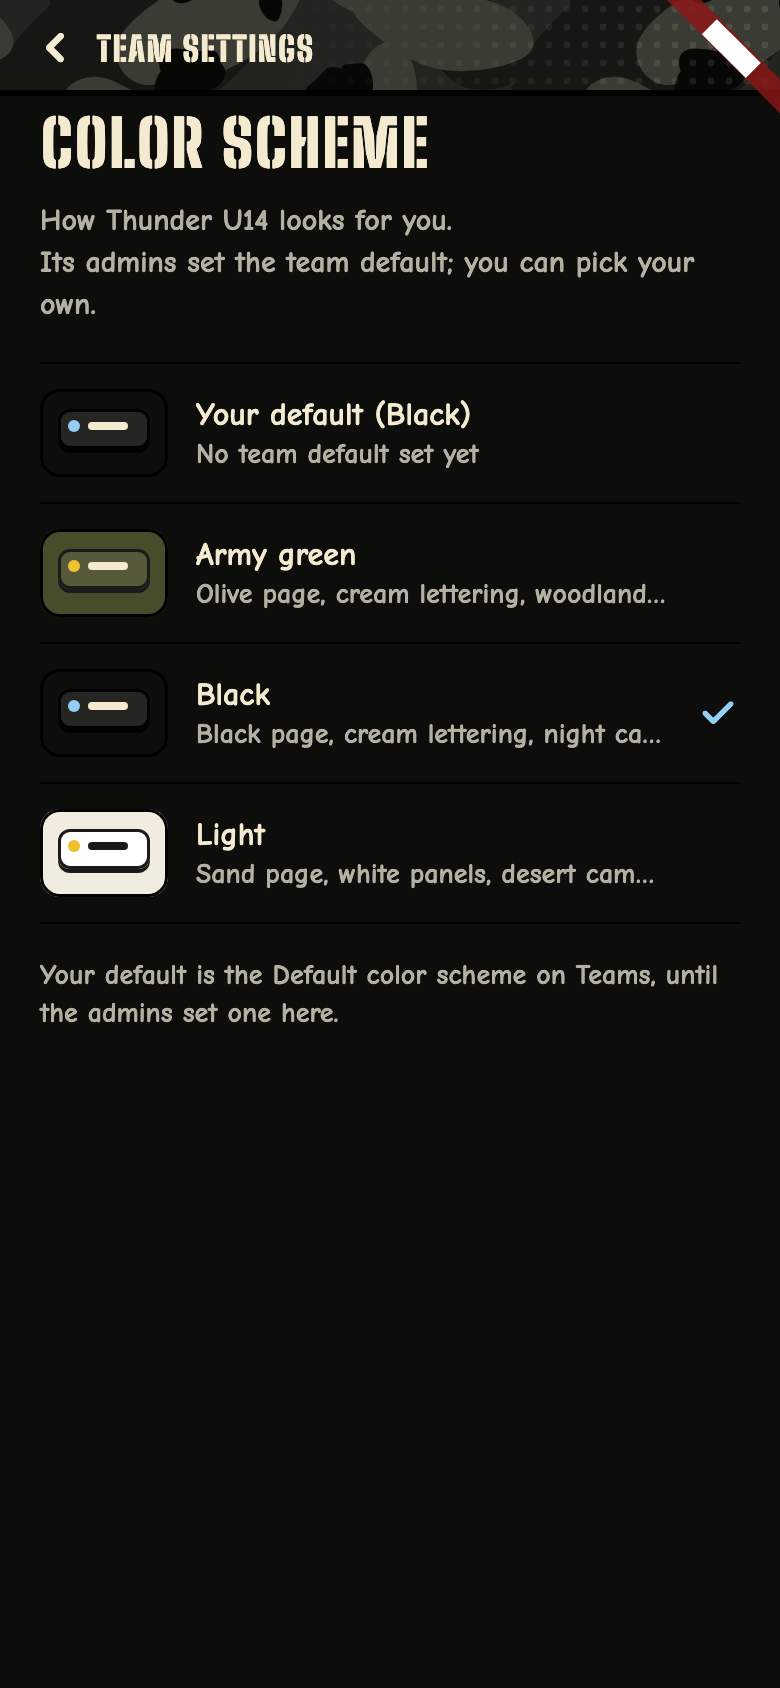 TEAM SETTINGS
COLOR SCHEME
How Thunder U14 looks for you.
Its admins set the team default; you can pick your
own.
Your default (Black)
No team default set yet
Army green
Olive page, cream lettering, woodland...
Black
Black page, cream lettering, night ca...
Light
Sand page, white panels, desert cam...
Your default is the Default color scheme on Teams, until
the admins set one here.